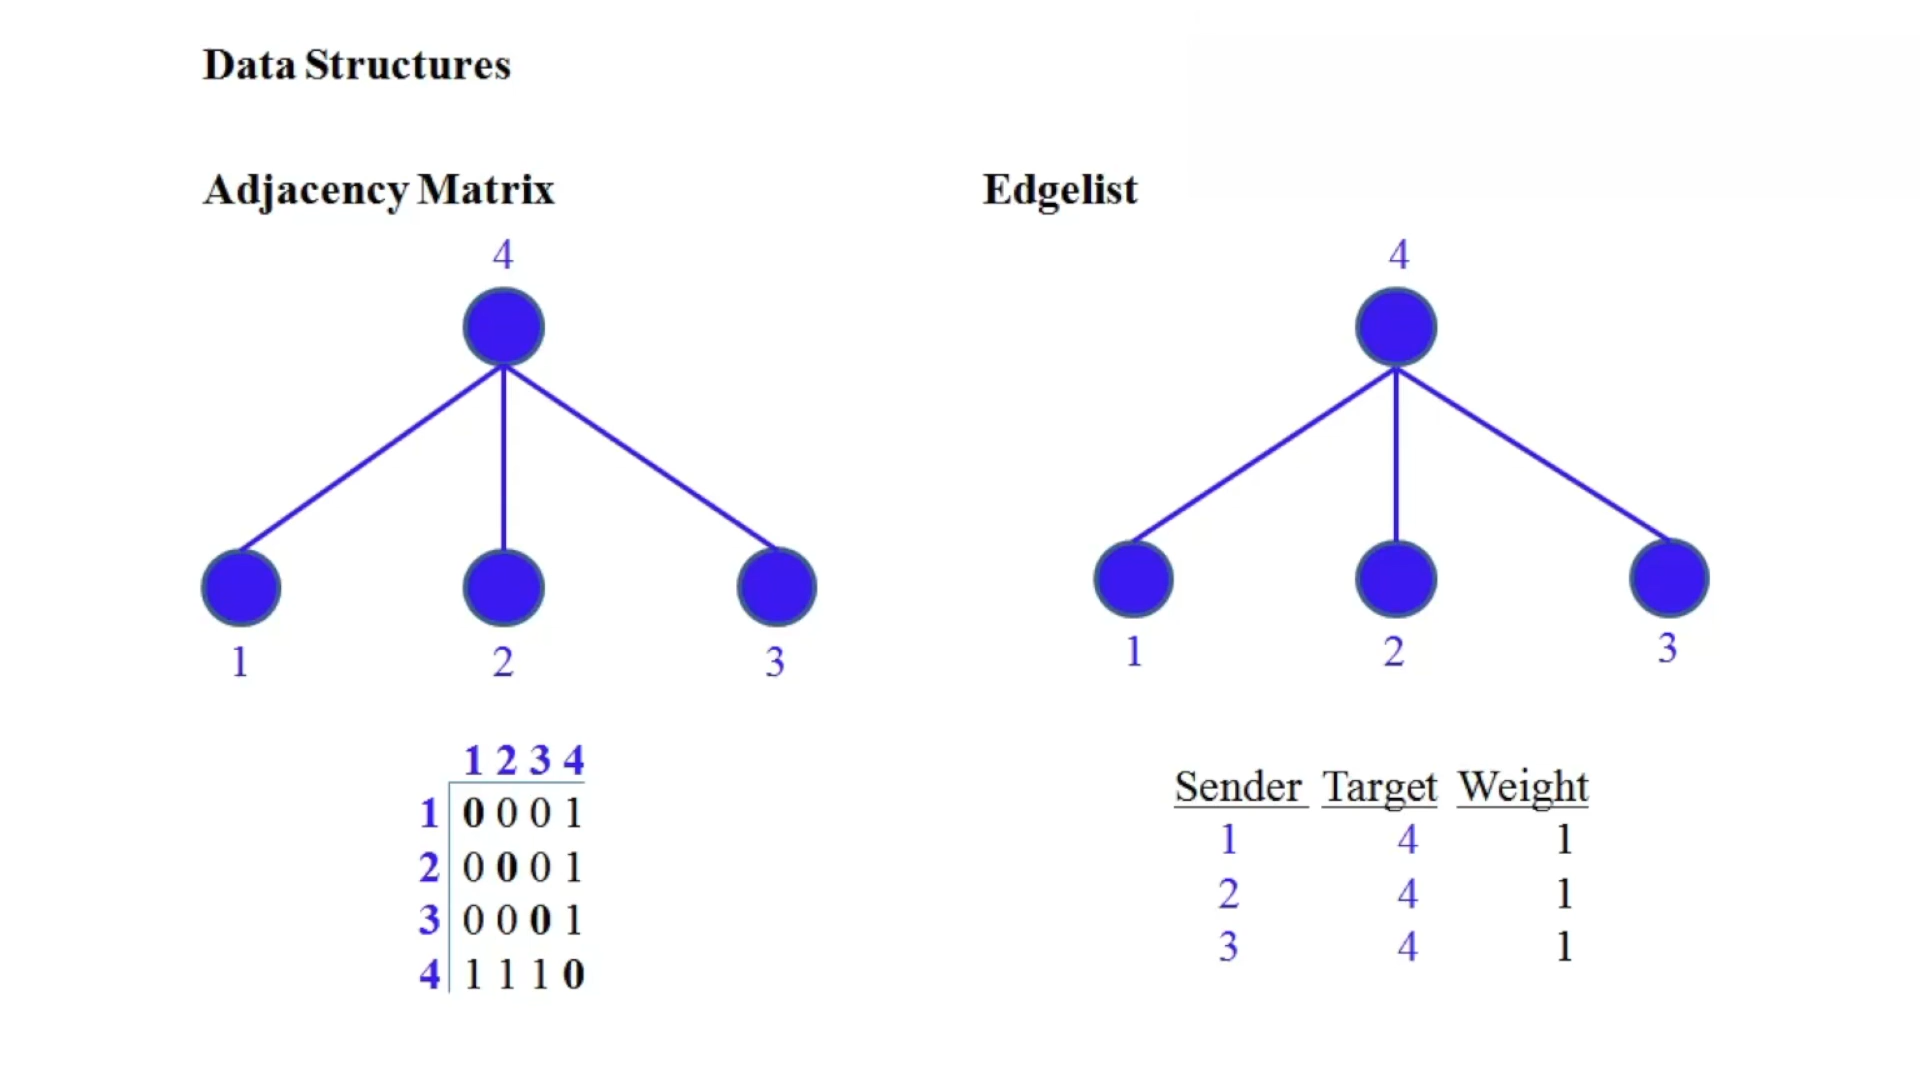 Data Structures
Adjacency Matrix
4
1 2 3
1 2 3 4
1 0 0 0 1
2 0 0 0 1
3 0 0 0 1
4 1 1 1 0
Edgelist
4
1 2 3
Sender Target Weight
1 4 1
2 4 1
3 4 1